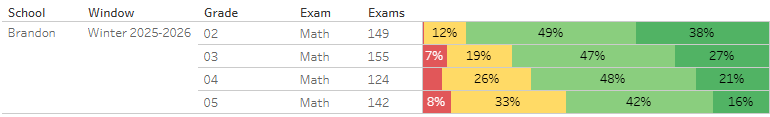 School Window Grade Exam Exams
Brandon Winter 2025-2026 02 Math 149 12% 49% 38%
03 Math 155 7% 19% 47% 27%
04 Math 124 26% 48% 21%
05 Math 142 8% 33% 42% 16%